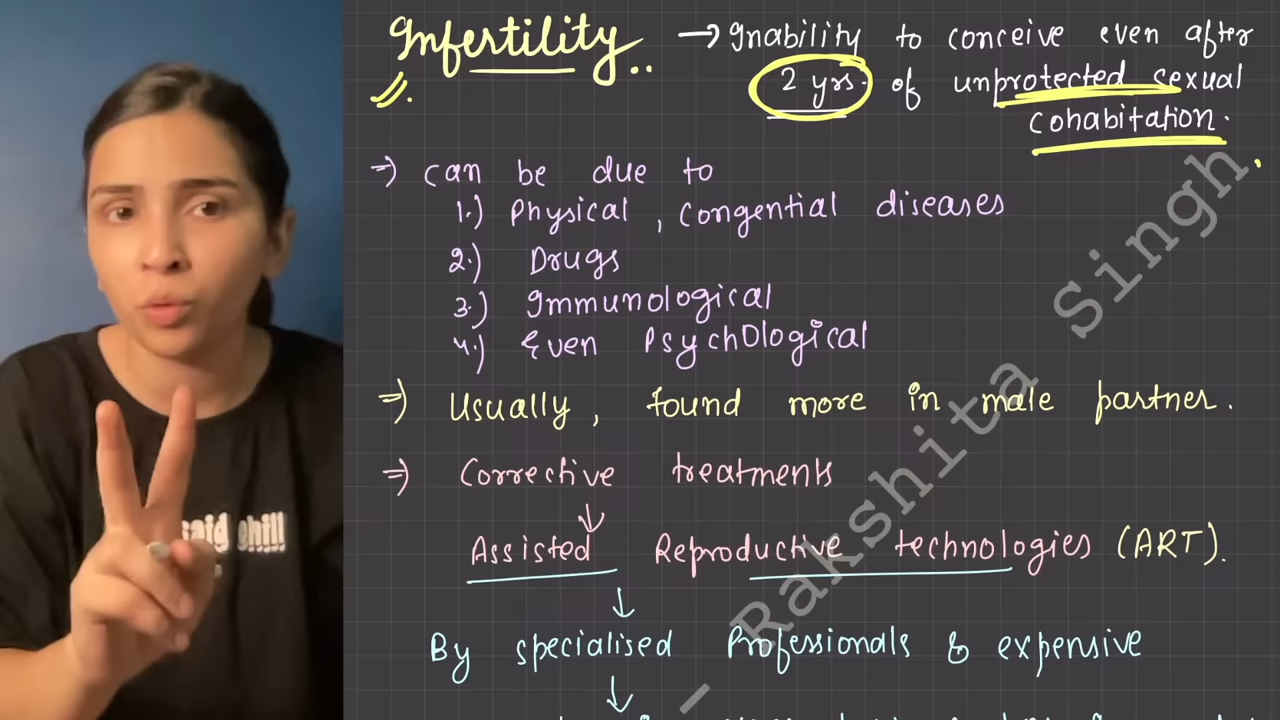 Infertility.. → Inability to conceive even after
2 yrs. of unprotected sexual
cohabitation.
⇒ can be due to
1.) Physical, congential diseases
2.) Drugs
3.) Immunological
4.) Even Psychological
⇒ Usually, found more in male partner.
⇒ Corrective treatments
↓
Assisted Reproductive technologies (ART).
↓
By specialised Professionals & expensive
↓
- Rakshita Singh
said chill